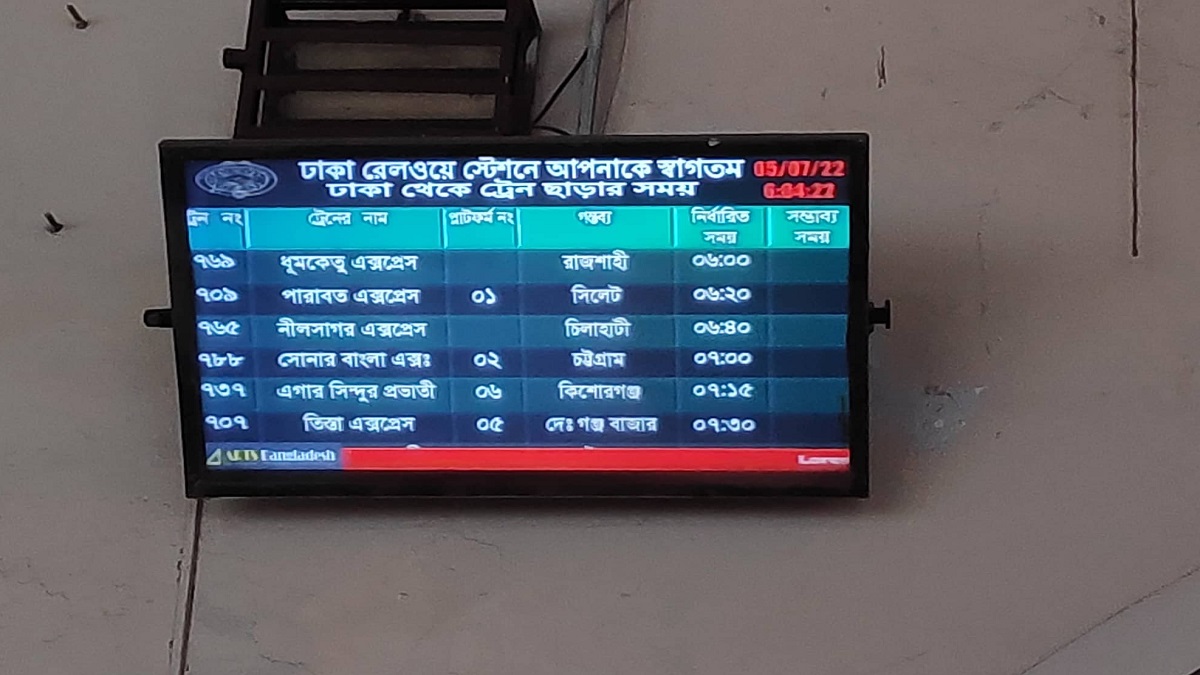 ঢাকা রেলওয়ে স্টেশনে আপনাকে স্বাগতম 05/07/22
ঢাকা থেকে ট্রেন ছাড়ার সময় 6:04:22
ট্রেন নং ট্রেনের নাম প্লাটফর্ম নং গন্তব্য নির্ধারিত সময় সম্ভাব্য সময়
৭৬৯ ধূমকেতু এক্সপ্রেস রাজশাহী ০৬:০০
৭০৯ পারাবত এক্সপ্রেস ০১ সিলেট ০৬:২০
৭৬৫ নীলসাগর এক্সপ্রেস চিলাহাটী ০৬:৪০
৭৮৮ সোনার বাংলা এক্সঃ ০২ চট্টগ্রাম ০৭:০০
৭৩৭ এগার সিন্দুর প্রভাতী ০৬ কিশোরগঞ্জ ০৭:১৫
৭০৭ তিস্তা এক্সপ্রেস ০৫ দেঃ গঞ্জ বাজার ০৭:৩০
ARTS Bangladesh